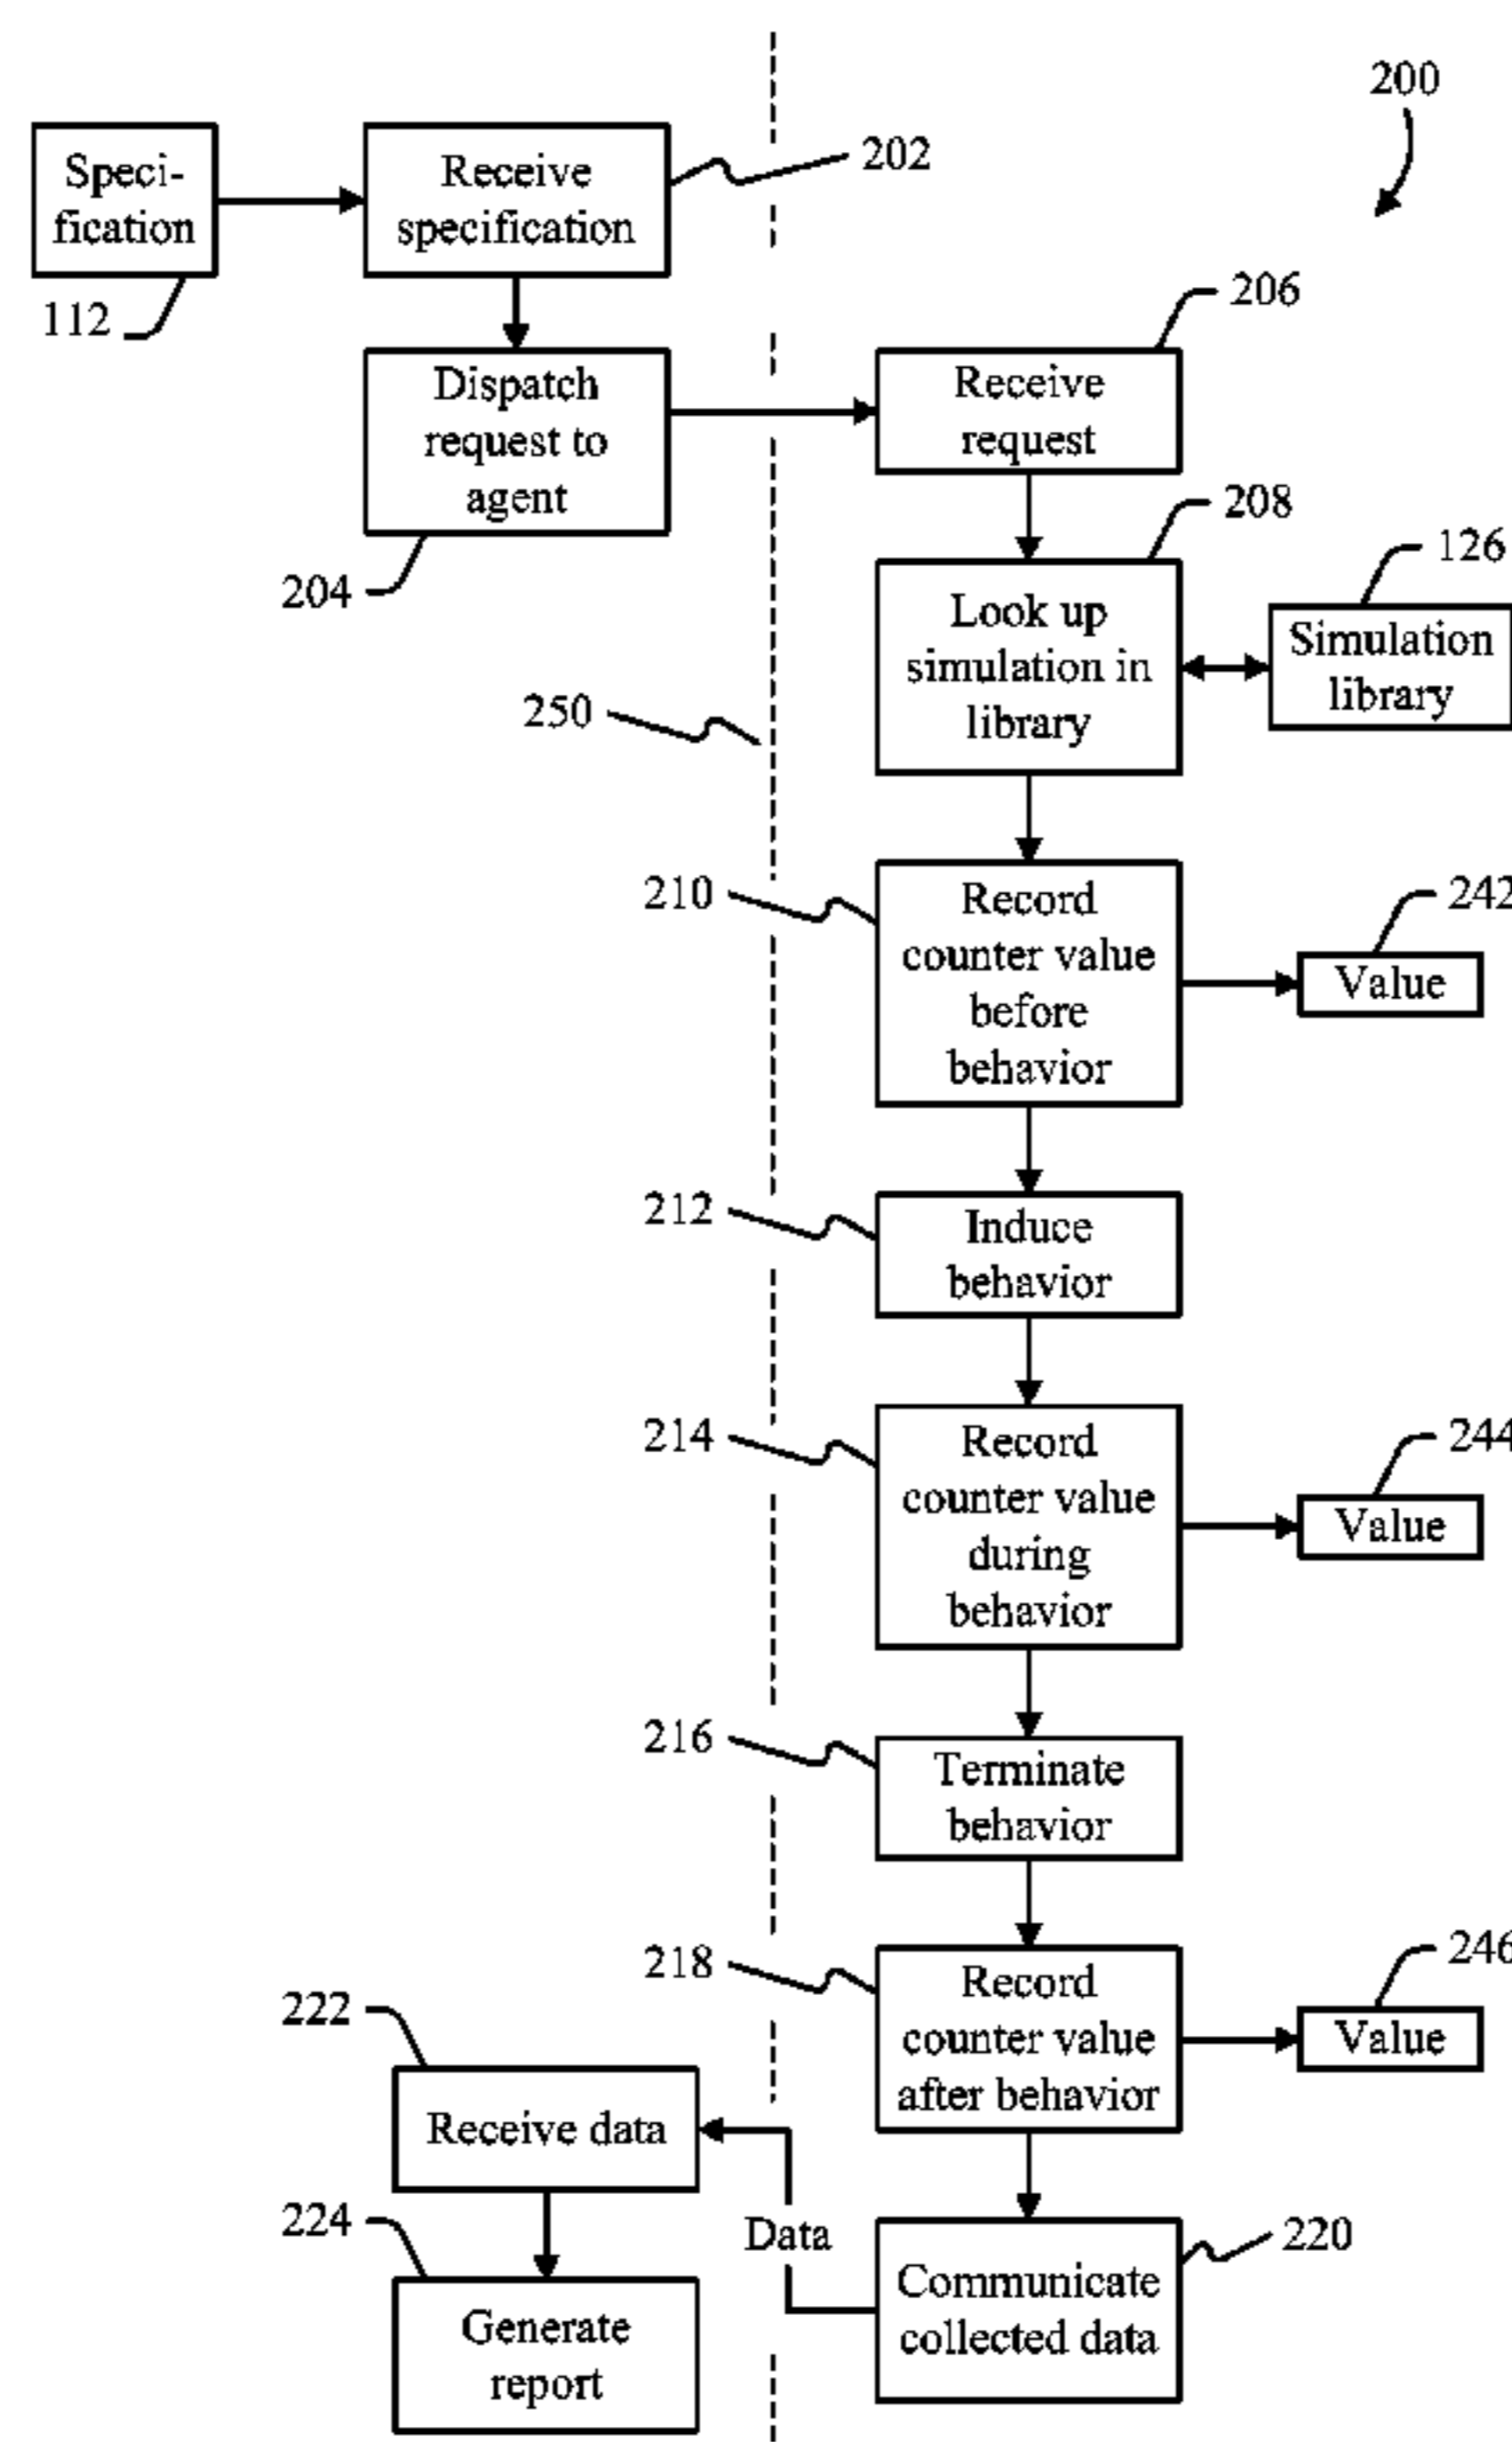 200
Speci-
fication
112
Receive
specification
202
Dispatch
request to
agent
204
206
Receive
request
208
Look up
simulation in
library
126
Simulation
library
250
210
Record
counter value
before
behavior
242
Value
212
Induce
behavior
214
Record
counter value
during
behavior
244
Value
216
Terminate
behavior
218
Record
counter value
after behavior
246
Value
222
Receive data
Data
220
Communicate
collected data
224
Generate
report